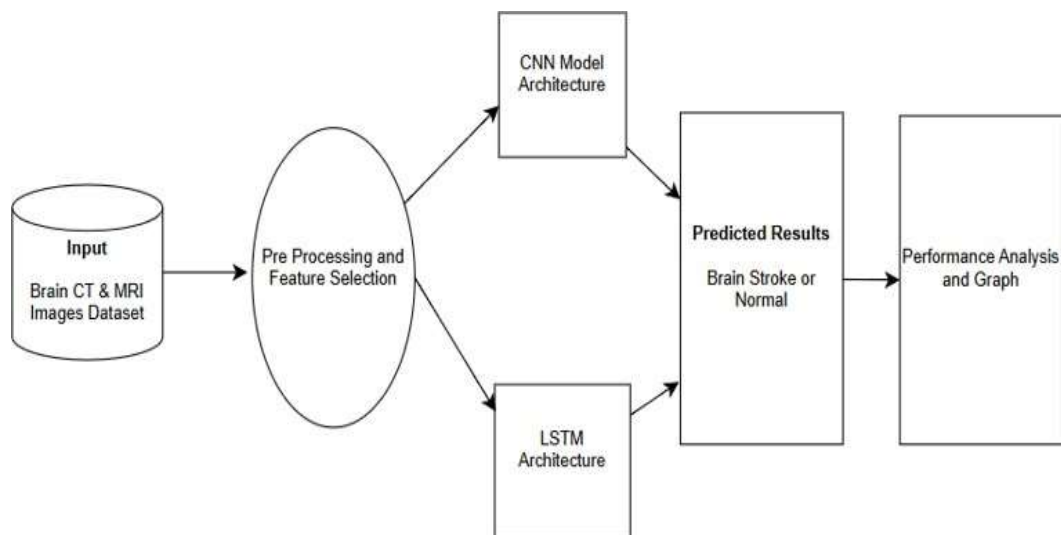 Input
Brain CT & MRI
Images Dataset
Pre Processing and
Feature Selection
CNN Model
Architecture
LSTM
Architecture
Predicted Results
Brain Stroke or
Normal
Performance Analysis
and Graph